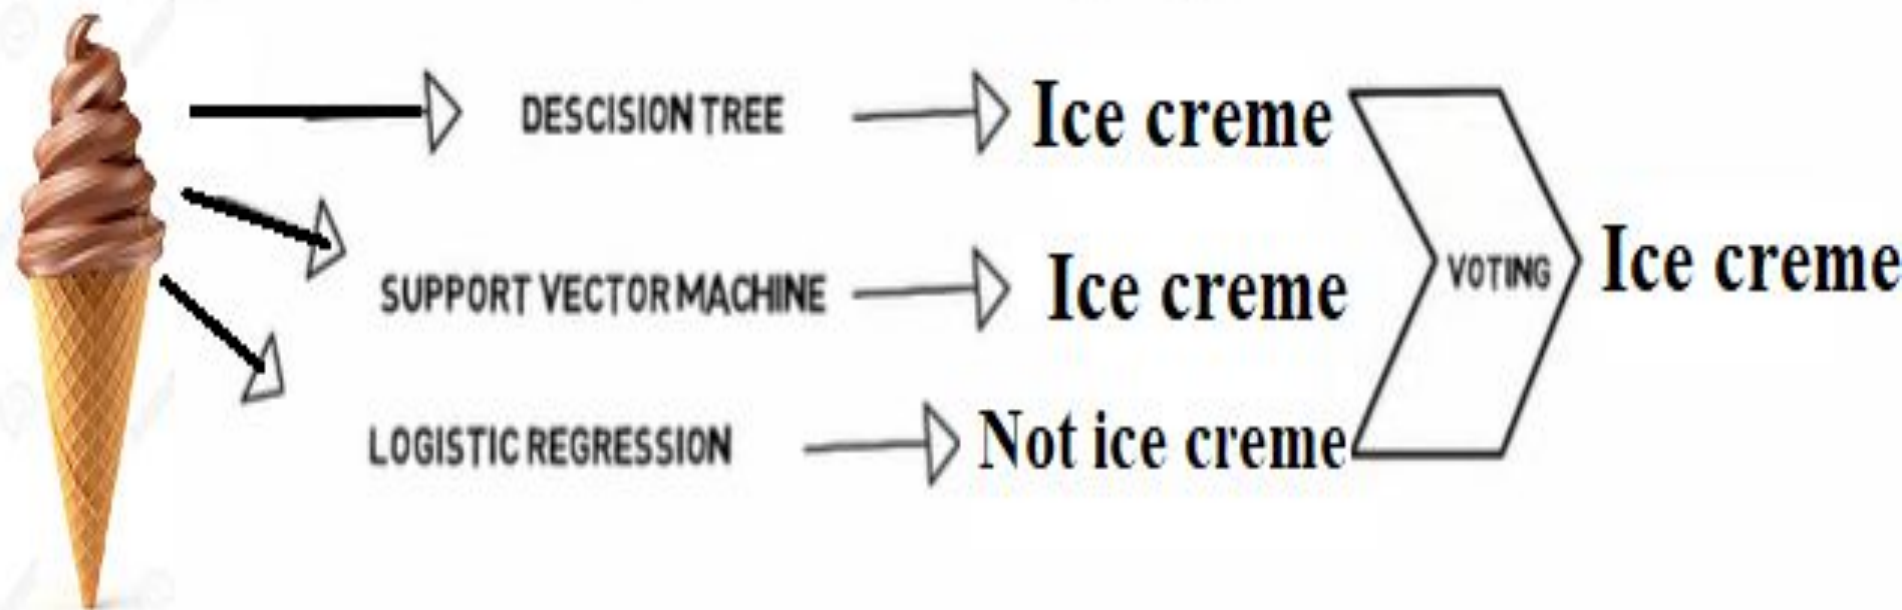 DESCISION TREE
Ice creme
SUPPORT VECTOR MACHINE
Ice creme
LOGISTIC REGRESSION
Not ice creme
VOTING
Ice creme